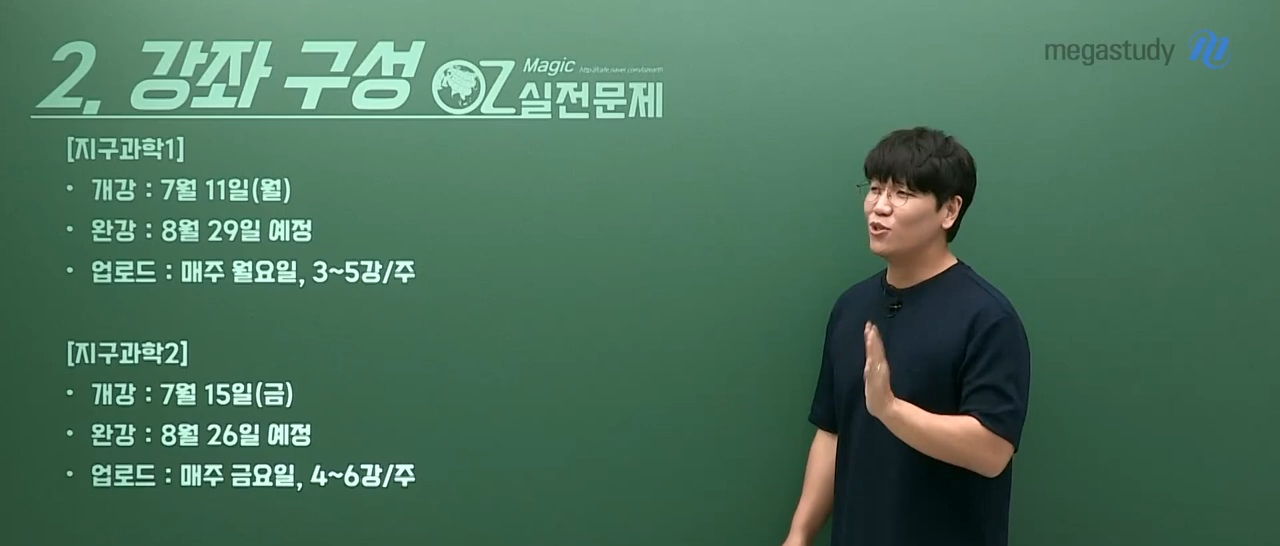 2. 강좌 구성 OZ Magic 실전문제
megastudy
[지구과학1]
• 개강 : 7월 11일(월)
• 완강 : 8월 29일 예정
• 업로드 : 매주 월요일, 3~5강/주
[지구과학2]
• 개강 : 7월 15일(금)
• 완강 : 8월 26일 예정
• 업로드 : 매주 금요일, 4~6강/주